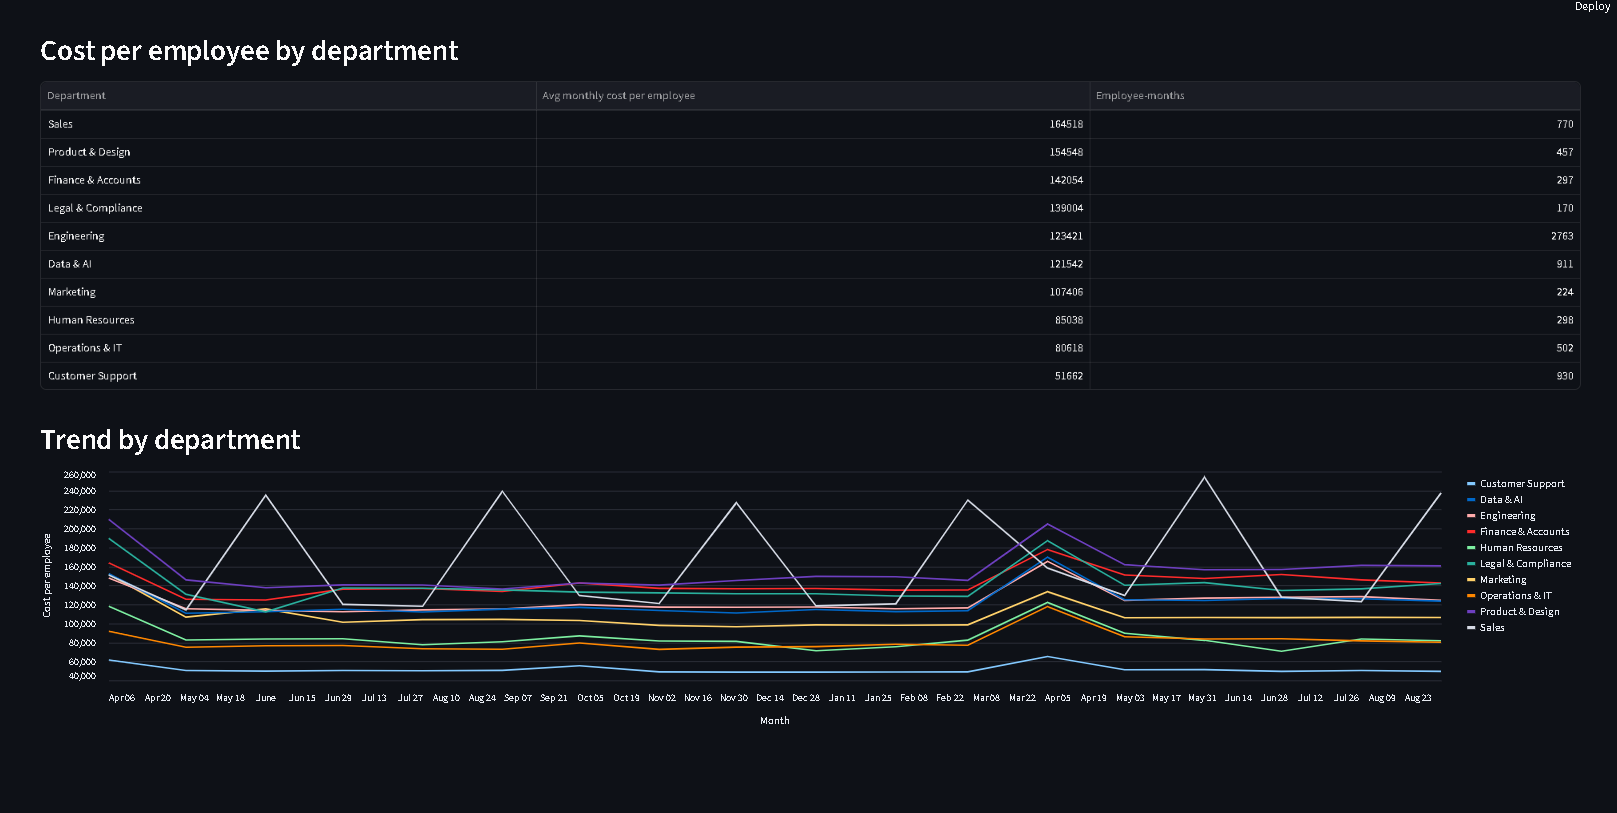 Deploy
Cost per employee by department
Department Avg monthly cost per employee Employee-months
Sales 164518 770
Product & Design 154548 457
Finance & Accounts 142054 297
Legal & Compliance 139004 170
Engineering 123421 2763
Data & AI 121542 911
Marketing 107406 224
Human Resources 85038 298
Operations & IT 80618 502
Customer Support 51662 930
Trend by department
260,000
240,000
220,000
200,000
180,000
160,000
140,000
120,000
100,000
80,000
60,000
40,000
Cost per employee
Apr 06 Apr 20 May 04 May 18 June Jun 15 Jun 29 Jul 13 Jul 27 Aug 10 Aug 24 Sep 07 Sep 21 Oct 05 Oct 19 Nov 02 Nov 16 Nov 30 Dec 14 Dec 28 Jan 11 Jan 25 Feb 08 Feb 22 Mar 08 Mar 22 Apr 05 Apr 19 May 03 May 17 May 31 Jun 14 Jun 28 Jul 12 Jul 26 Aug 09 Aug 23
Month
Customer Support
Data & AI
Engineering
Finance & Accounts
Human Resources
Legal & Compliance
Marketing
Operations & IT
Product & Design
Sales